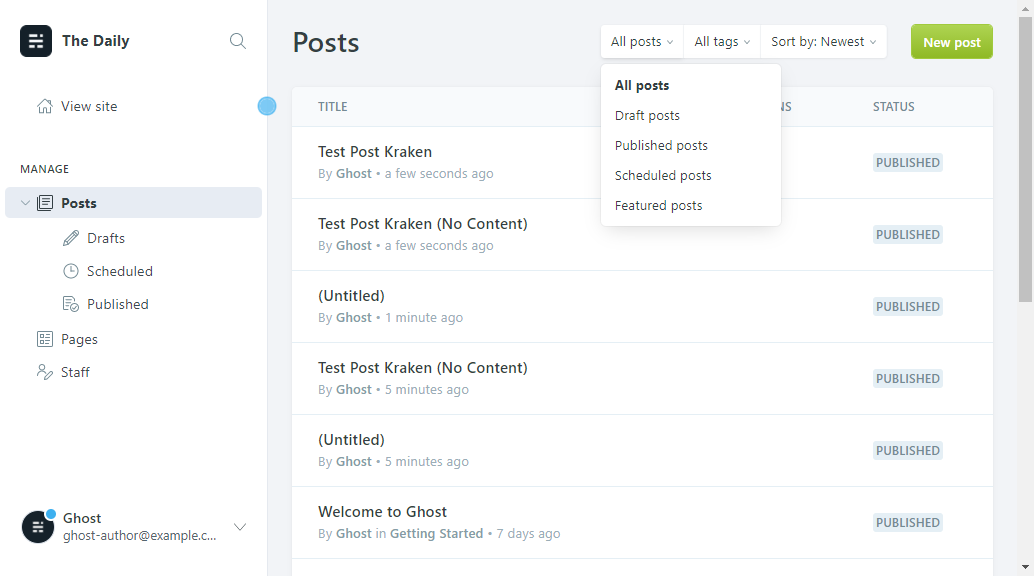 The Daily
View site
MANAGE
Posts
Drafts
Scheduled
Published
Pages
Staff
Ghost
ghost-author@example.c...
Posts
All posts
All tags
Sort by: Newest
New post
All posts
Draft posts
Published posts
Scheduled posts
Featured posts
TITLE
NS
STATUS
Test Post Kraken
By Ghost • a few seconds ago
PUBLISHED
Test Post Kraken (No Content)
By Ghost • a few seconds ago
PUBLISHED
(Untitled)
By Ghost • 1 minute ago
PUBLISHED
Test Post Kraken (No Content)
By Ghost • 5 minutes ago
PUBLISHED
(Untitled)
By Ghost • 5 minutes ago
PUBLISHED
Welcome to Ghost
By Ghost in Getting Started • 7 days ago
PUBLISHED